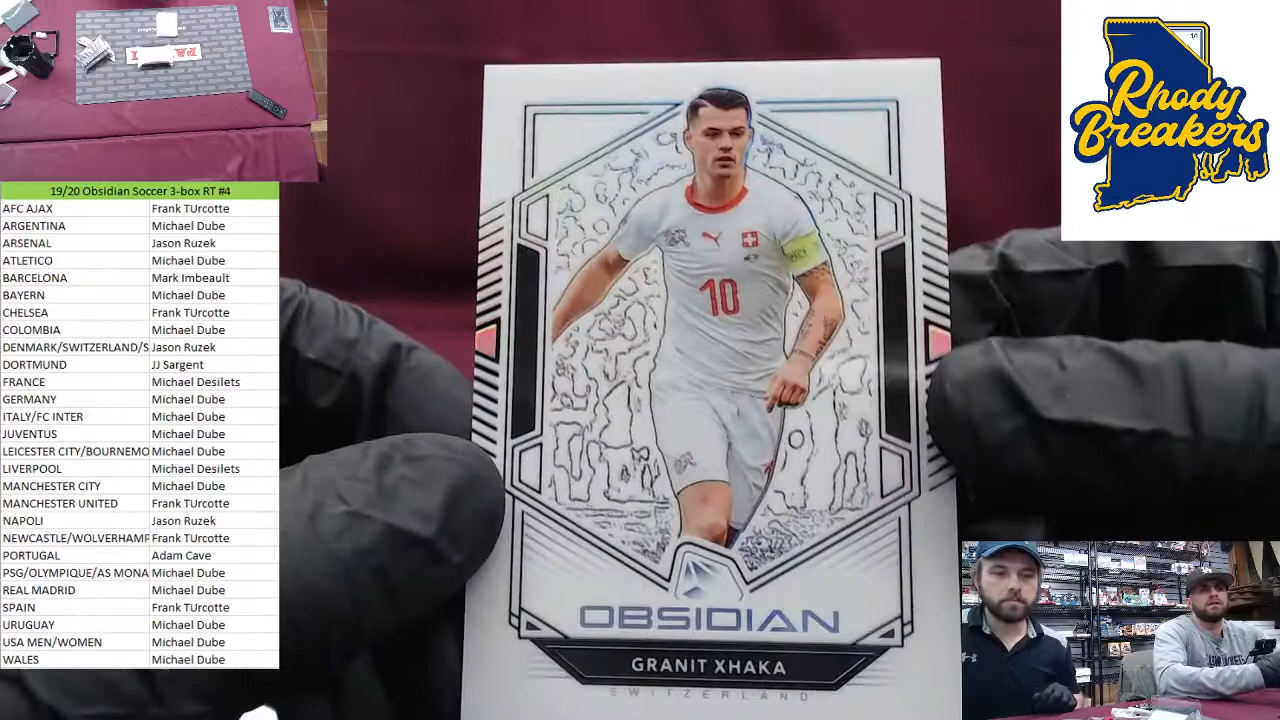 19/20 Obsidian Soccer 3-box RT #4
AFC AJAX Frank TUrcotte
ARGENTINA Michael Dube
ARSENAL Jason Ruzek
ATLETICO Michael Dube
BARCELONA Mark Imbeault
BAYERN Michael Dube
CHELSEA Frank TUrcotte
COLOMBIA Michael Dube
DENMARK/SWITZERLAND/S Jason Ruzek
DORTMUND JJ Sargent
FRANCE Michael Desilets
GERMANY Michael Dube
ITALY/FC INTER Michael Dube
JUVENTUS Michael Dube
LEICESTER CITY/BOURNEMO Michael Dube
LIVERPOOL Michael Desilets
MANCHESTER CITY Michael Dube
MANCHESTER UNITED Frank TUrcotte
NAPOLI Jason Ruzek
NEWCASTLE/WOLVERHAMP Frank TUrcotte
PORTUGAL Adam Cave
PSG/OLYMPIQUE/AS MONA Michael Dube
REAL MADRID Michael Dube
SPAIN Frank TUrcotte
URUGUAY Michael Dube
USA MEN/WOMEN Michael Dube
WALES Michael Dube
10
OBSIDIAN
GRANIT XHAKA
SWITZERLAND
1/1
Rhody
Breakers